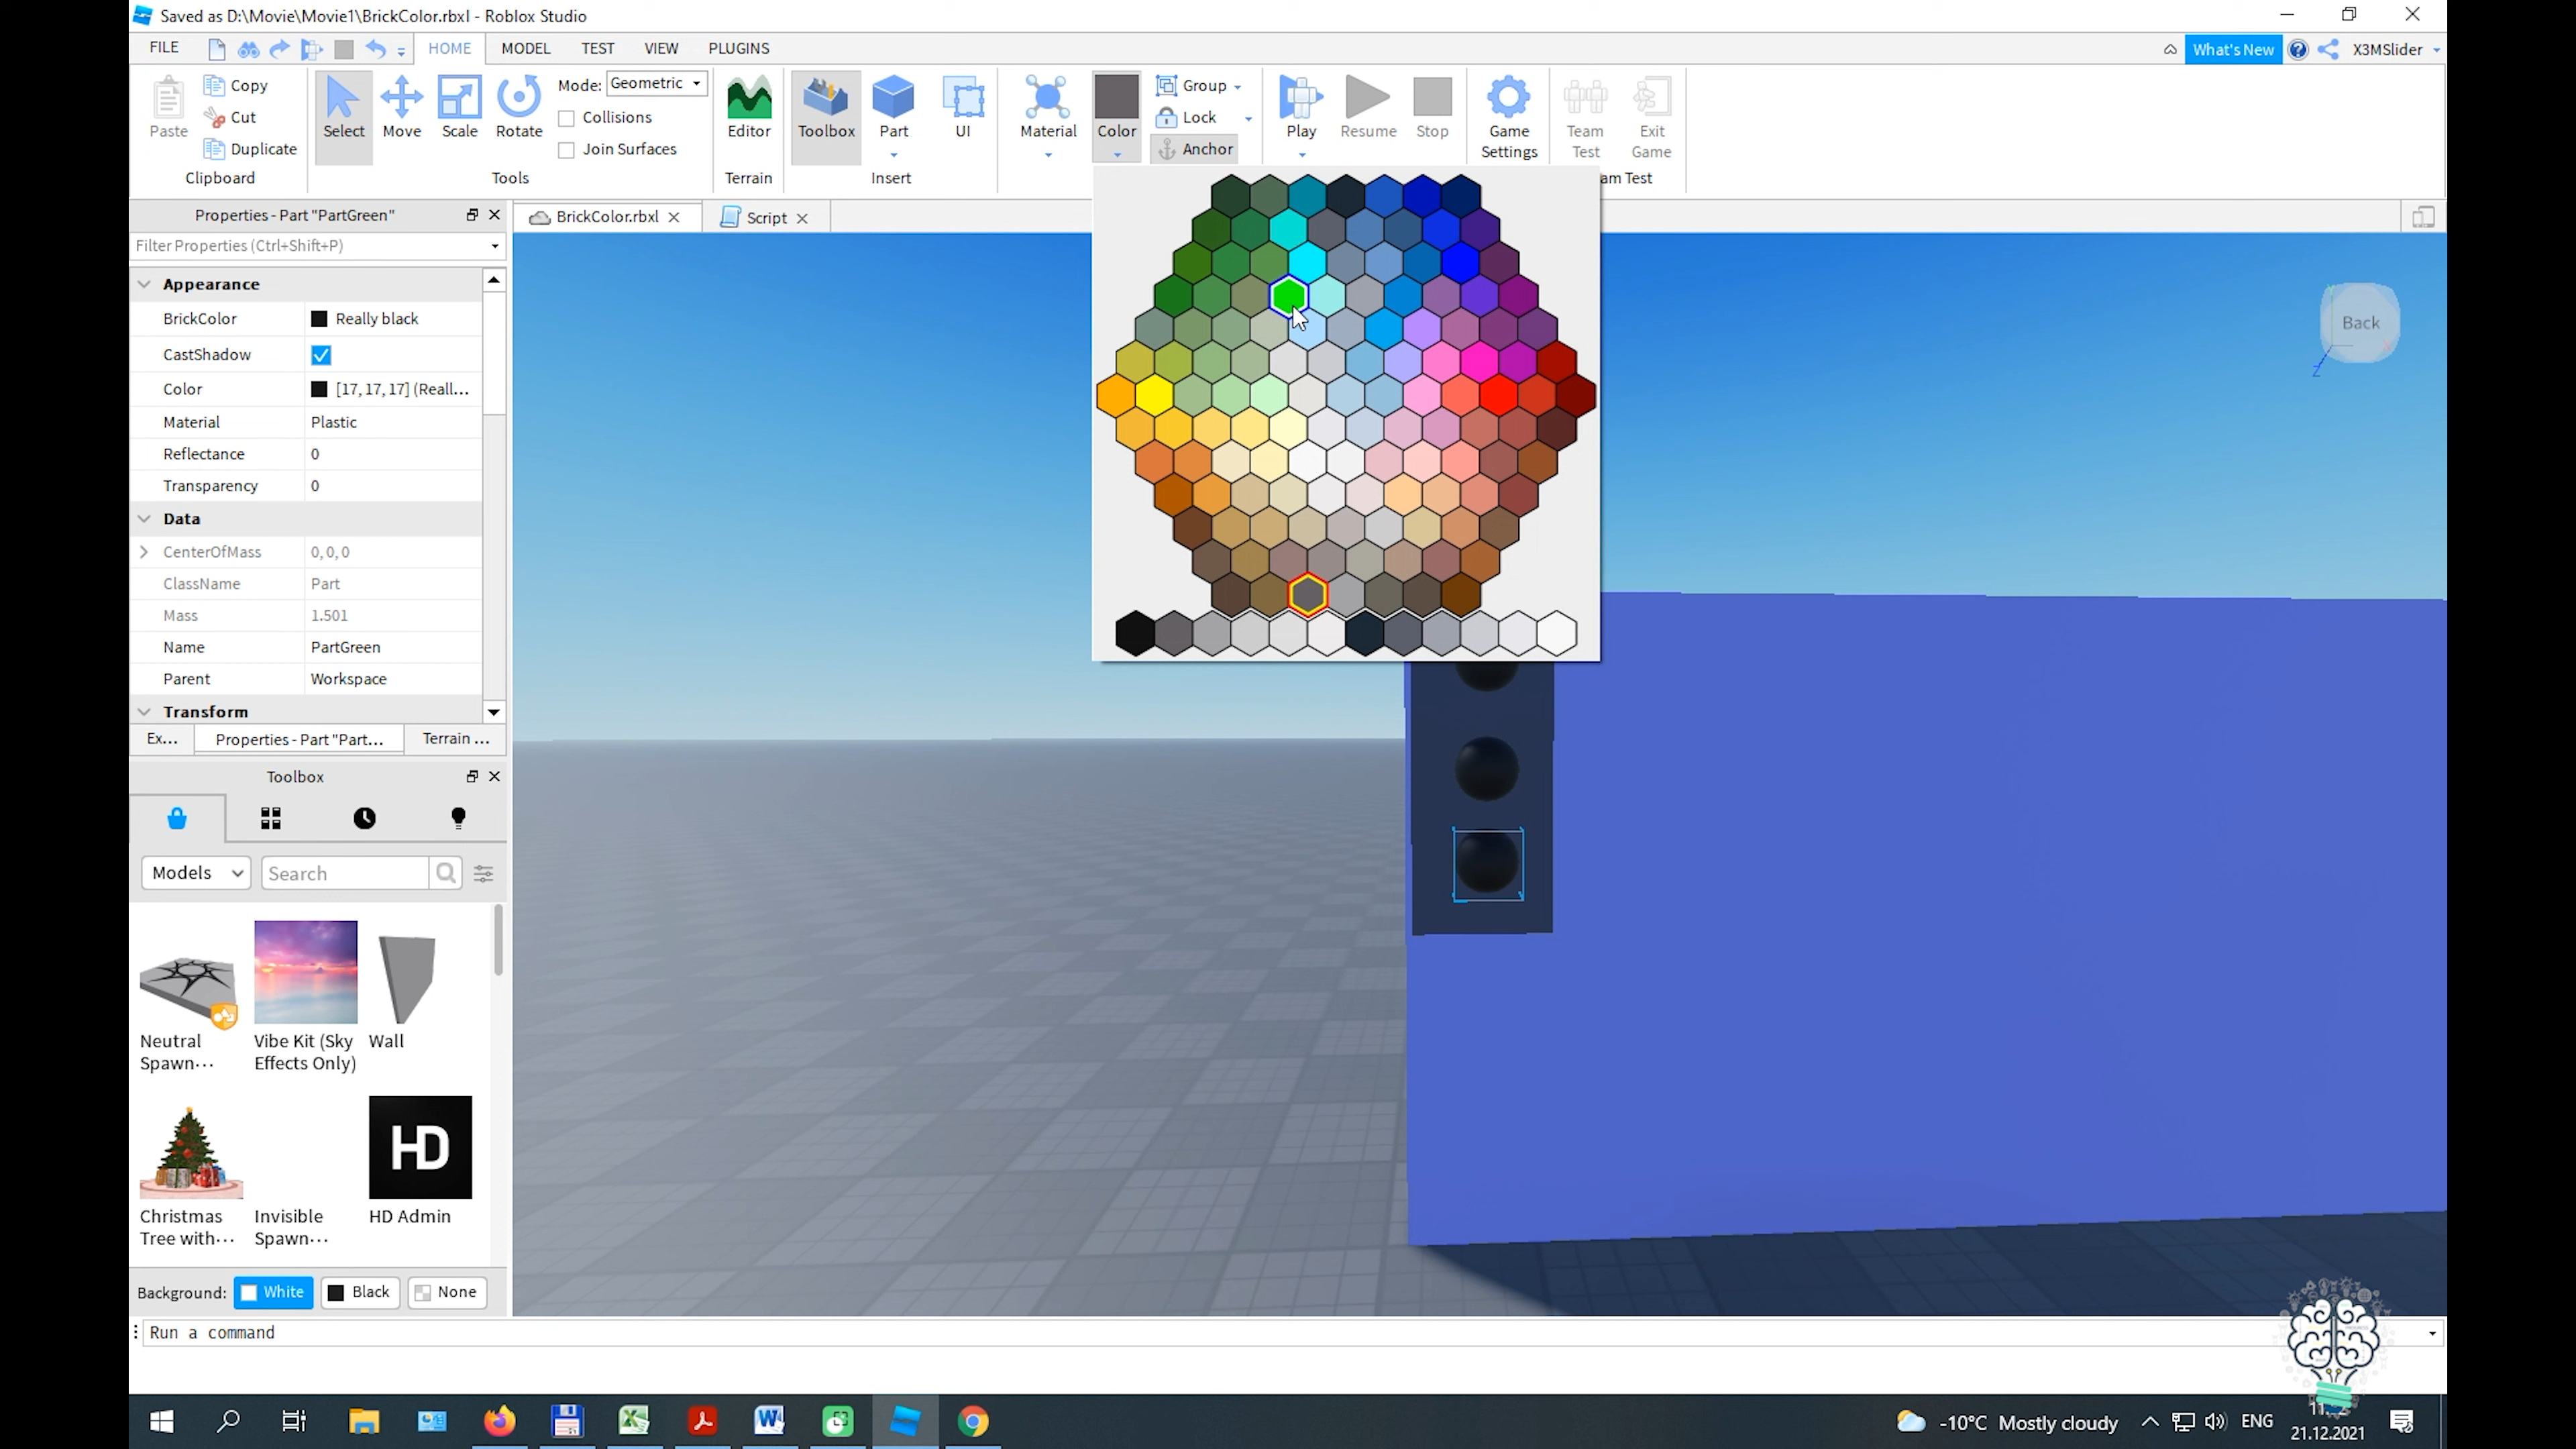 Saved as D:\Movie\Movie1\BrickColor.rbxl - Roblox Studio
FILE HOME MODEL TEST VIEW PLUGINS What's New X3MSlider
Paste Copy Cut Duplicate
Clipboard
Select Move Scale Rotate
Mode: Geometric
Collisions
Join Surfaces
Tools
Editor
Terrain
Toolbox Part UI
Insert
Material Color
Group
Lock
Anchor
Play Resume Stop
Game Settings
Team Test
Exit Game
am Test
Properties - Part "PartGreen"
Filter Properties (Ctrl+Shift+P)
BrickColor.rbxl
Script
Appearance
BrickColor Really black
CastShadow
Color [17, 17, 17] (Reall...
Material Plastic
Reflectance 0
Transparency 0
Data
CenterOfMass 0, 0, 0
ClassName Part
Mass 1.501
Name PartGreen
Parent Workspace
Transform
Ex... Properties - Part "Part... Terrain ...
Back
Z
Toolbox
Models Search
Neutral Spawn...
Vibe Kit (Sky Effects Only)
Wall
HD
Christmas Tree with...
Invisible Spawn...
HD Admin
Background: White Black None
Run a command
-10°C Mostly cloudy ENG
21.12.2021